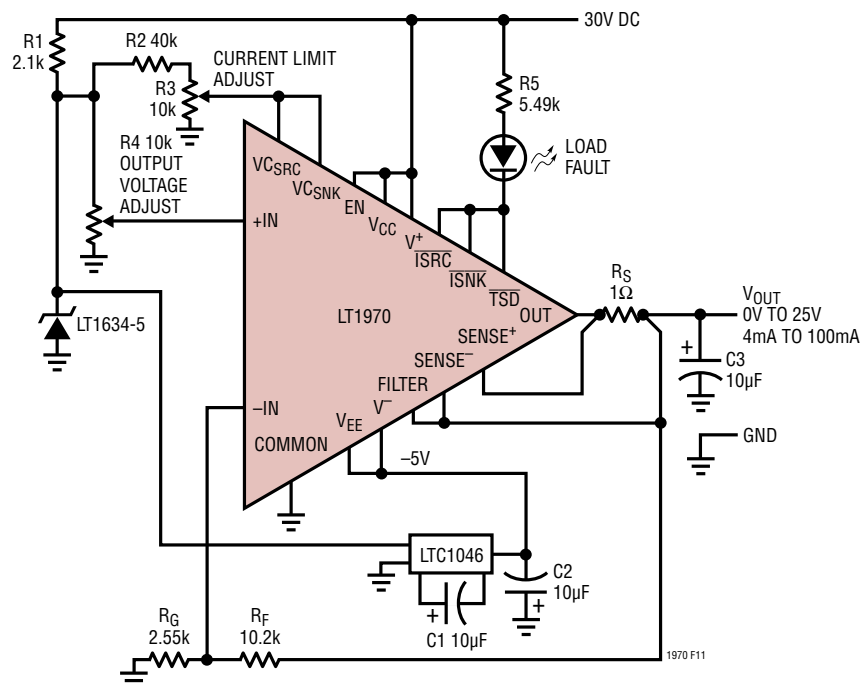 30V DC
R1
2.1k
R2 40k
R3
10k
CURRENT LIMIT
ADJUST
R4 10k
OUTPUT
VOLTAGE
ADJUST
R5
5.49k
LOAD
FAULT
VCSRC
VCSNK
EN
VCC
V+
ISRC
ISNK
TSD
+IN
LT1970
OUT
SENSE+
SENSE–
FILTER
V–
VEE
–IN
COMMON
RS
1Ω
VOUT
0V TO 25V
4mA TO 100mA
+
C3
10µF
GND
LT1634-5
–5V
LTC1046
C2
10µF
+
+
C1 10µF
RG
2.55k
RF
10.2k
1970 F11